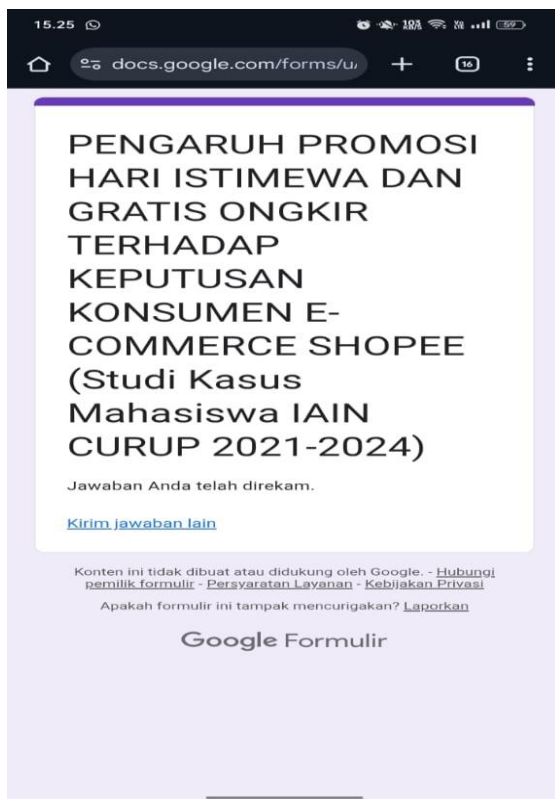 15.25
docs.google.com/forms/u/
16
59
PENGARUH PROMOSI
HARI ISTIMEWA DAN
GRATIS ONGKIR
TERHADAP
KEPUTUSAN
KONSUMEN E-
COMMERCE SHOPEE
(Studi Kasus
Mahasiswa IAIN
CURUP 2021-2024)
Jawaban Anda telah direkam.
Kirim jawaban lain
Konten ini tidak dibuat atau didukung oleh Google. - Hubungi
pemilik formulir - Persyaratan Layanan - Kebijakan Privasi
Apakah formulir ini tampak mencurigakan? Laporkan
Google Formulir